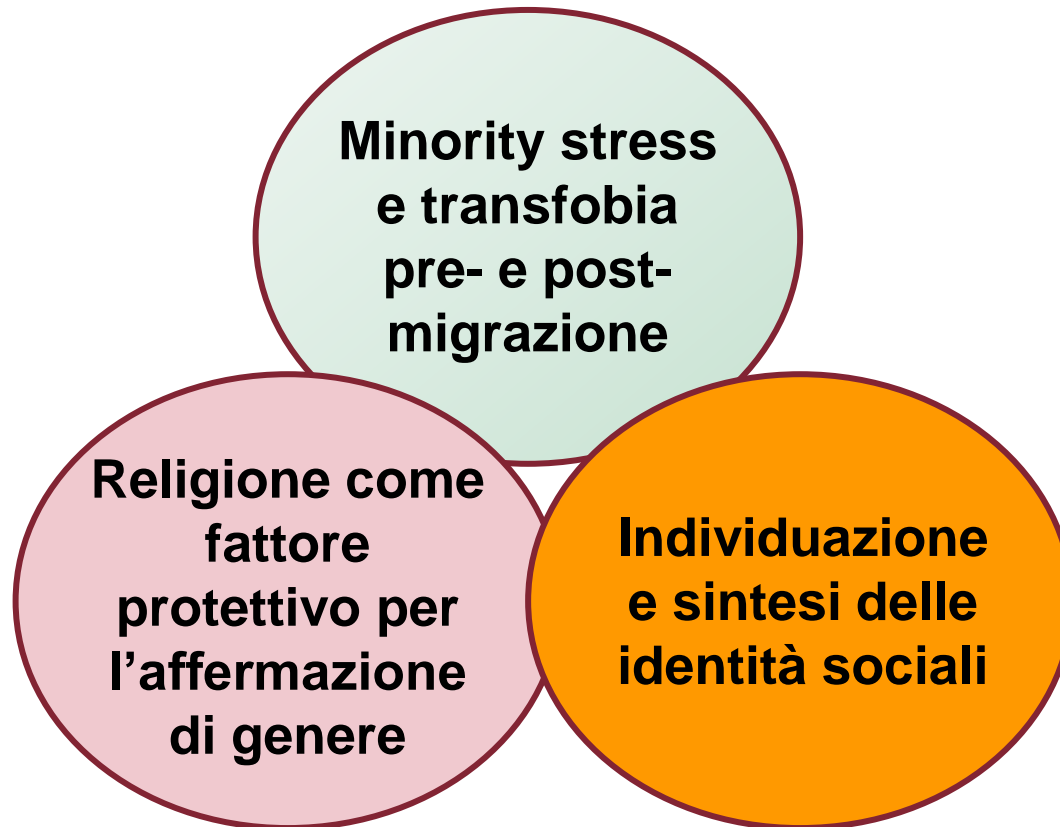 Minority stress
e transfobia
pre- e post-
migrazione
Religione come
fattore
protettivo per
l’affermazione
di genere
Individuazione
e sintesi delle
identità sociali